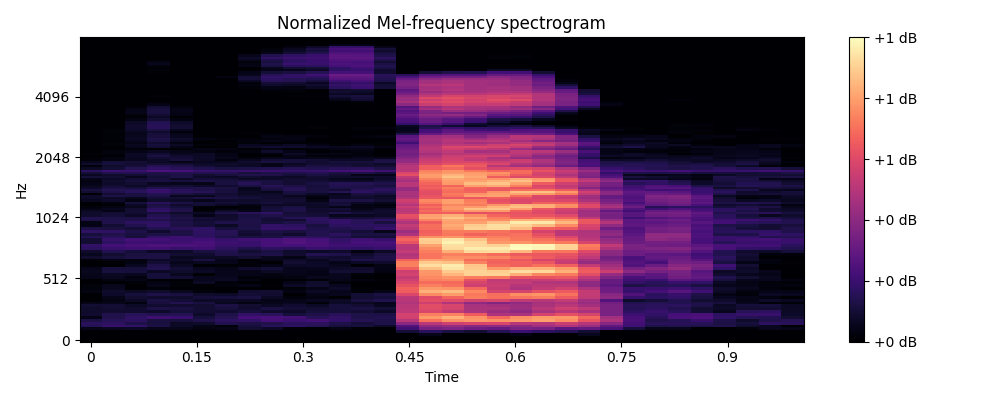 Normalized Mel-frequency spectrogram
Hz
4096
2048
1024
512
0
0 0.15 0.3 0.45 0.6 0.75 0.9
Time
+1 dB
+1 dB
+1 dB
+0 dB
+0 dB
+0 dB